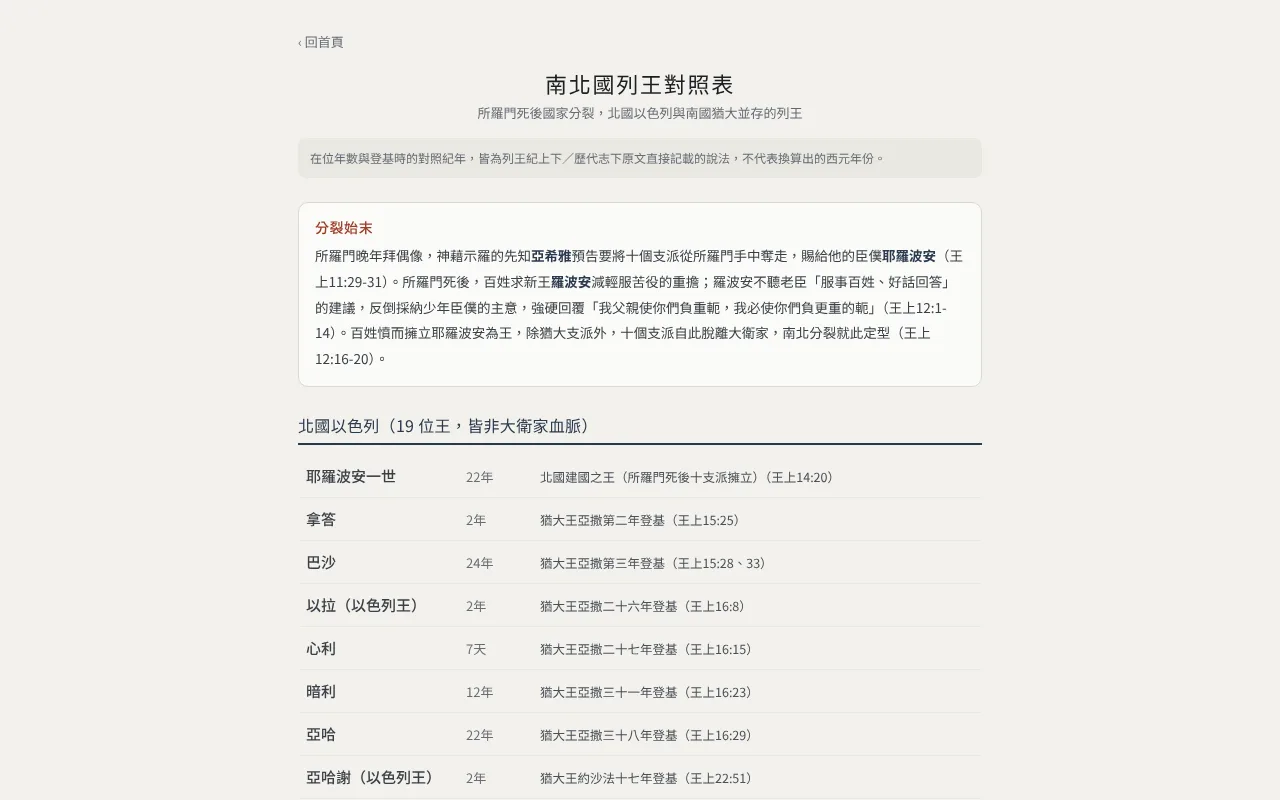 ‹ 回首頁
南北國列王對照表
所羅門死後國家分裂，北國以色列與南國猶大並存的列王
在位年數與登基時的對照紀年，皆為列王紀上下／歷代志下原文直接記載的說法，不代表換算出的西元年份。
分裂始末
所羅門晚年拜偶像，神藉示羅的先知亞希雅預告要將十個支派從所羅門手中奪走，賜給他的臣僕耶羅波安（王
上11:29-31）。所羅門死後，百姓求新王羅波安減輕服苦役的重擔；羅波安不聽老臣「服事百姓、好話回答」
的建議，反倒採納少年臣僕的主意，強硬回覆「我父親使你們負重軛，我必使你們負更重的軛」（王上12:1-
14）。百姓憤而擁立耶羅波安為王，除猶大支派外，十個支派自此脫離大衛家，南北分裂就此定型（王上
12:16-20）。
北國以色列（19 位王，皆非大衛家血脈）
耶羅波安一世 22年 北國建國之王（所羅門死後十支派擁立）（王上14:20）
拿答 2年 猶大王亞撒第二年登基（王上15:25）
巴沙 24年 猶大王亞撒第三年登基（王上15:28、33）
以拉（以色列王） 2年 猶大王亞撒二十六年登基（王上16:8）
心利 7天 猶大王亞撒二十七年登基（王上16:15）
暗利 12年 猶大王亞撒三十一年登基（王上16:23）
亞哈 22年 猶大王亞撒三十八年登基（王上16:29）
亞哈謝（以色列王） 2年 猶大王約沙法十七年登基（王上22:51）